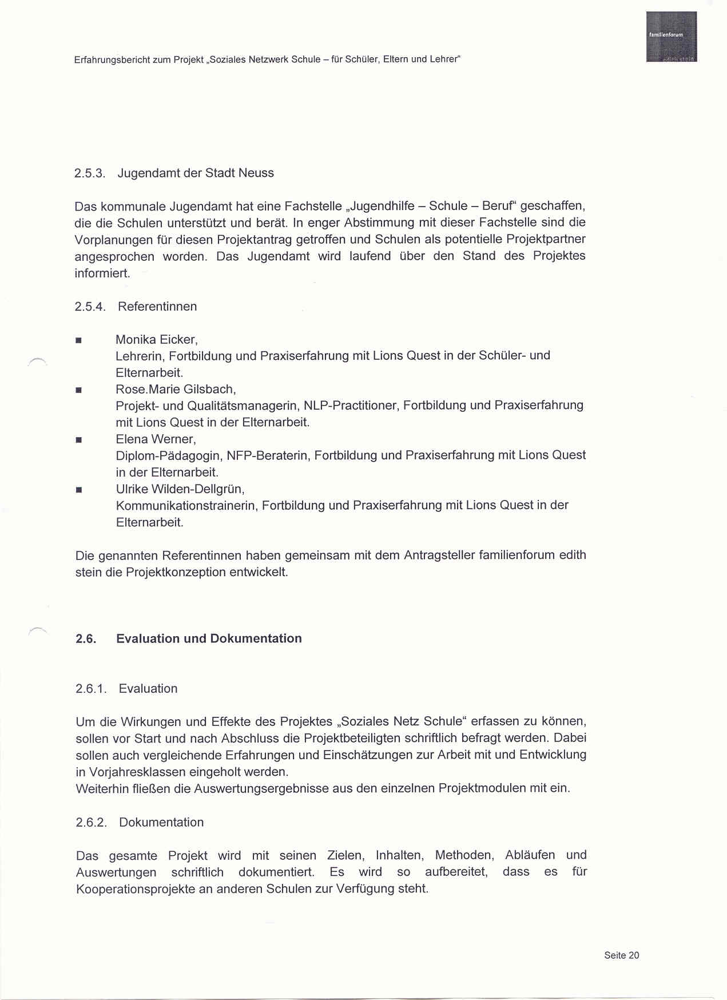 familienforum
edith stein
Erfahrungsbericht zum Projekt „Soziales Netzwerk Schule – für Schüler, Eltern und Lehrer“
2.5.3. Jugendamt der Stadt Neuss
Das kommunale Jugendamt hat eine Fachstelle „Jugendhilfe – Schule – Beruf“ geschaffen,
die die Schulen unterstützt und berät. In enger Abstimmung mit dieser Fachstelle sind die
Vorplanungen für diesen Projektantrag getroffen und Schulen als potentielle Projektpartner
angesprochen worden. Das Jugendamt wird laufend über den Stand des Projektes
informiert.
2.5.4. Referentinnen
■ Monika Eicker,
Lehrerin, Fortbildung und Praxiserfahrung mit Lions Quest in der Schüler- und
Elternarbeit.
■ Rose.Marie Gilsbach,
Projekt- und Qualitätsmanagerin, NLP-Practitioner, Fortbildung und Praxiserfahrung
mit Lions Quest in der Elternarbeit.
■ Elena Werner,
Diplom-Pädagogin, NFP-Beraterin, Fortbildung und Praxiserfahrung mit Lions Quest
in der Elternarbeit.
■ Ulrike Wilden-Dellgrün,
Kommunikationstrainerin, Fortbildung und Praxiserfahrung mit Lions Quest in der
Elternarbeit.
Die genannten Referentinnen haben gemeinsam mit dem Antragsteller familienforum edith
stein die Projektkonzeption entwickelt.
2.6. Evaluation und Dokumentation
2.6.1. Evaluation
Um die Wirkungen und Effekte des Projektes „Soziales Netz Schule“ erfassen zu können,
sollen vor Start und nach Abschluss die Projektbeteiligten schriftlich befragt werden. Dabei
sollen auch vergleichende Erfahrungen und Einschätzungen zur Arbeit mit und Entwicklung
in Vorjahresklassen eingeholt werden.
Weiterhin fließen die Auswertungsergebnisse aus den einzelnen Projektmodulen mit ein.
2.6.2. Dokumentation
Das gesamte Projekt wird mit seinen Zielen, Inhalten, Methoden, Abläufen und
Auswertungen schriftlich dokumentiert. Es wird so aufbereitet, dass es für
Kooperationsprojekte an anderen Schulen zur Verfügung steht.
Seite 20